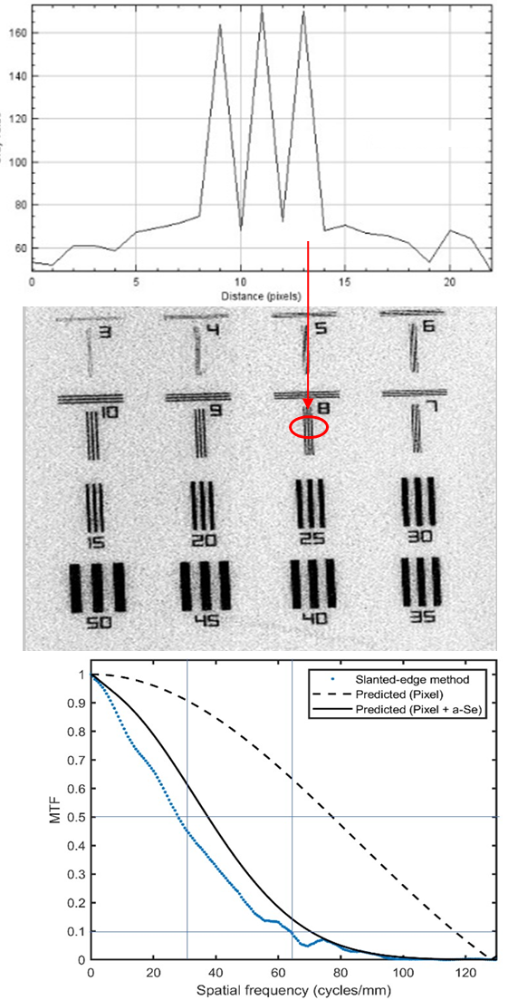 160
140
120
100
80
60
0 5 10 15 20
Distance (pixels)
3 4 5 6
10 9 8 7
15 20 25 30
50 45 40 35
1
0.9
0.8
0.7
0.6
0.5
0.4
0.3
0.2
0.1
0
MTF
Slanted-edge method
Predicted (Pixel)
Predicted (Pixel + a-Se)
0 20 40 60 80 100 120
Spatial frequency (cycles/mm)